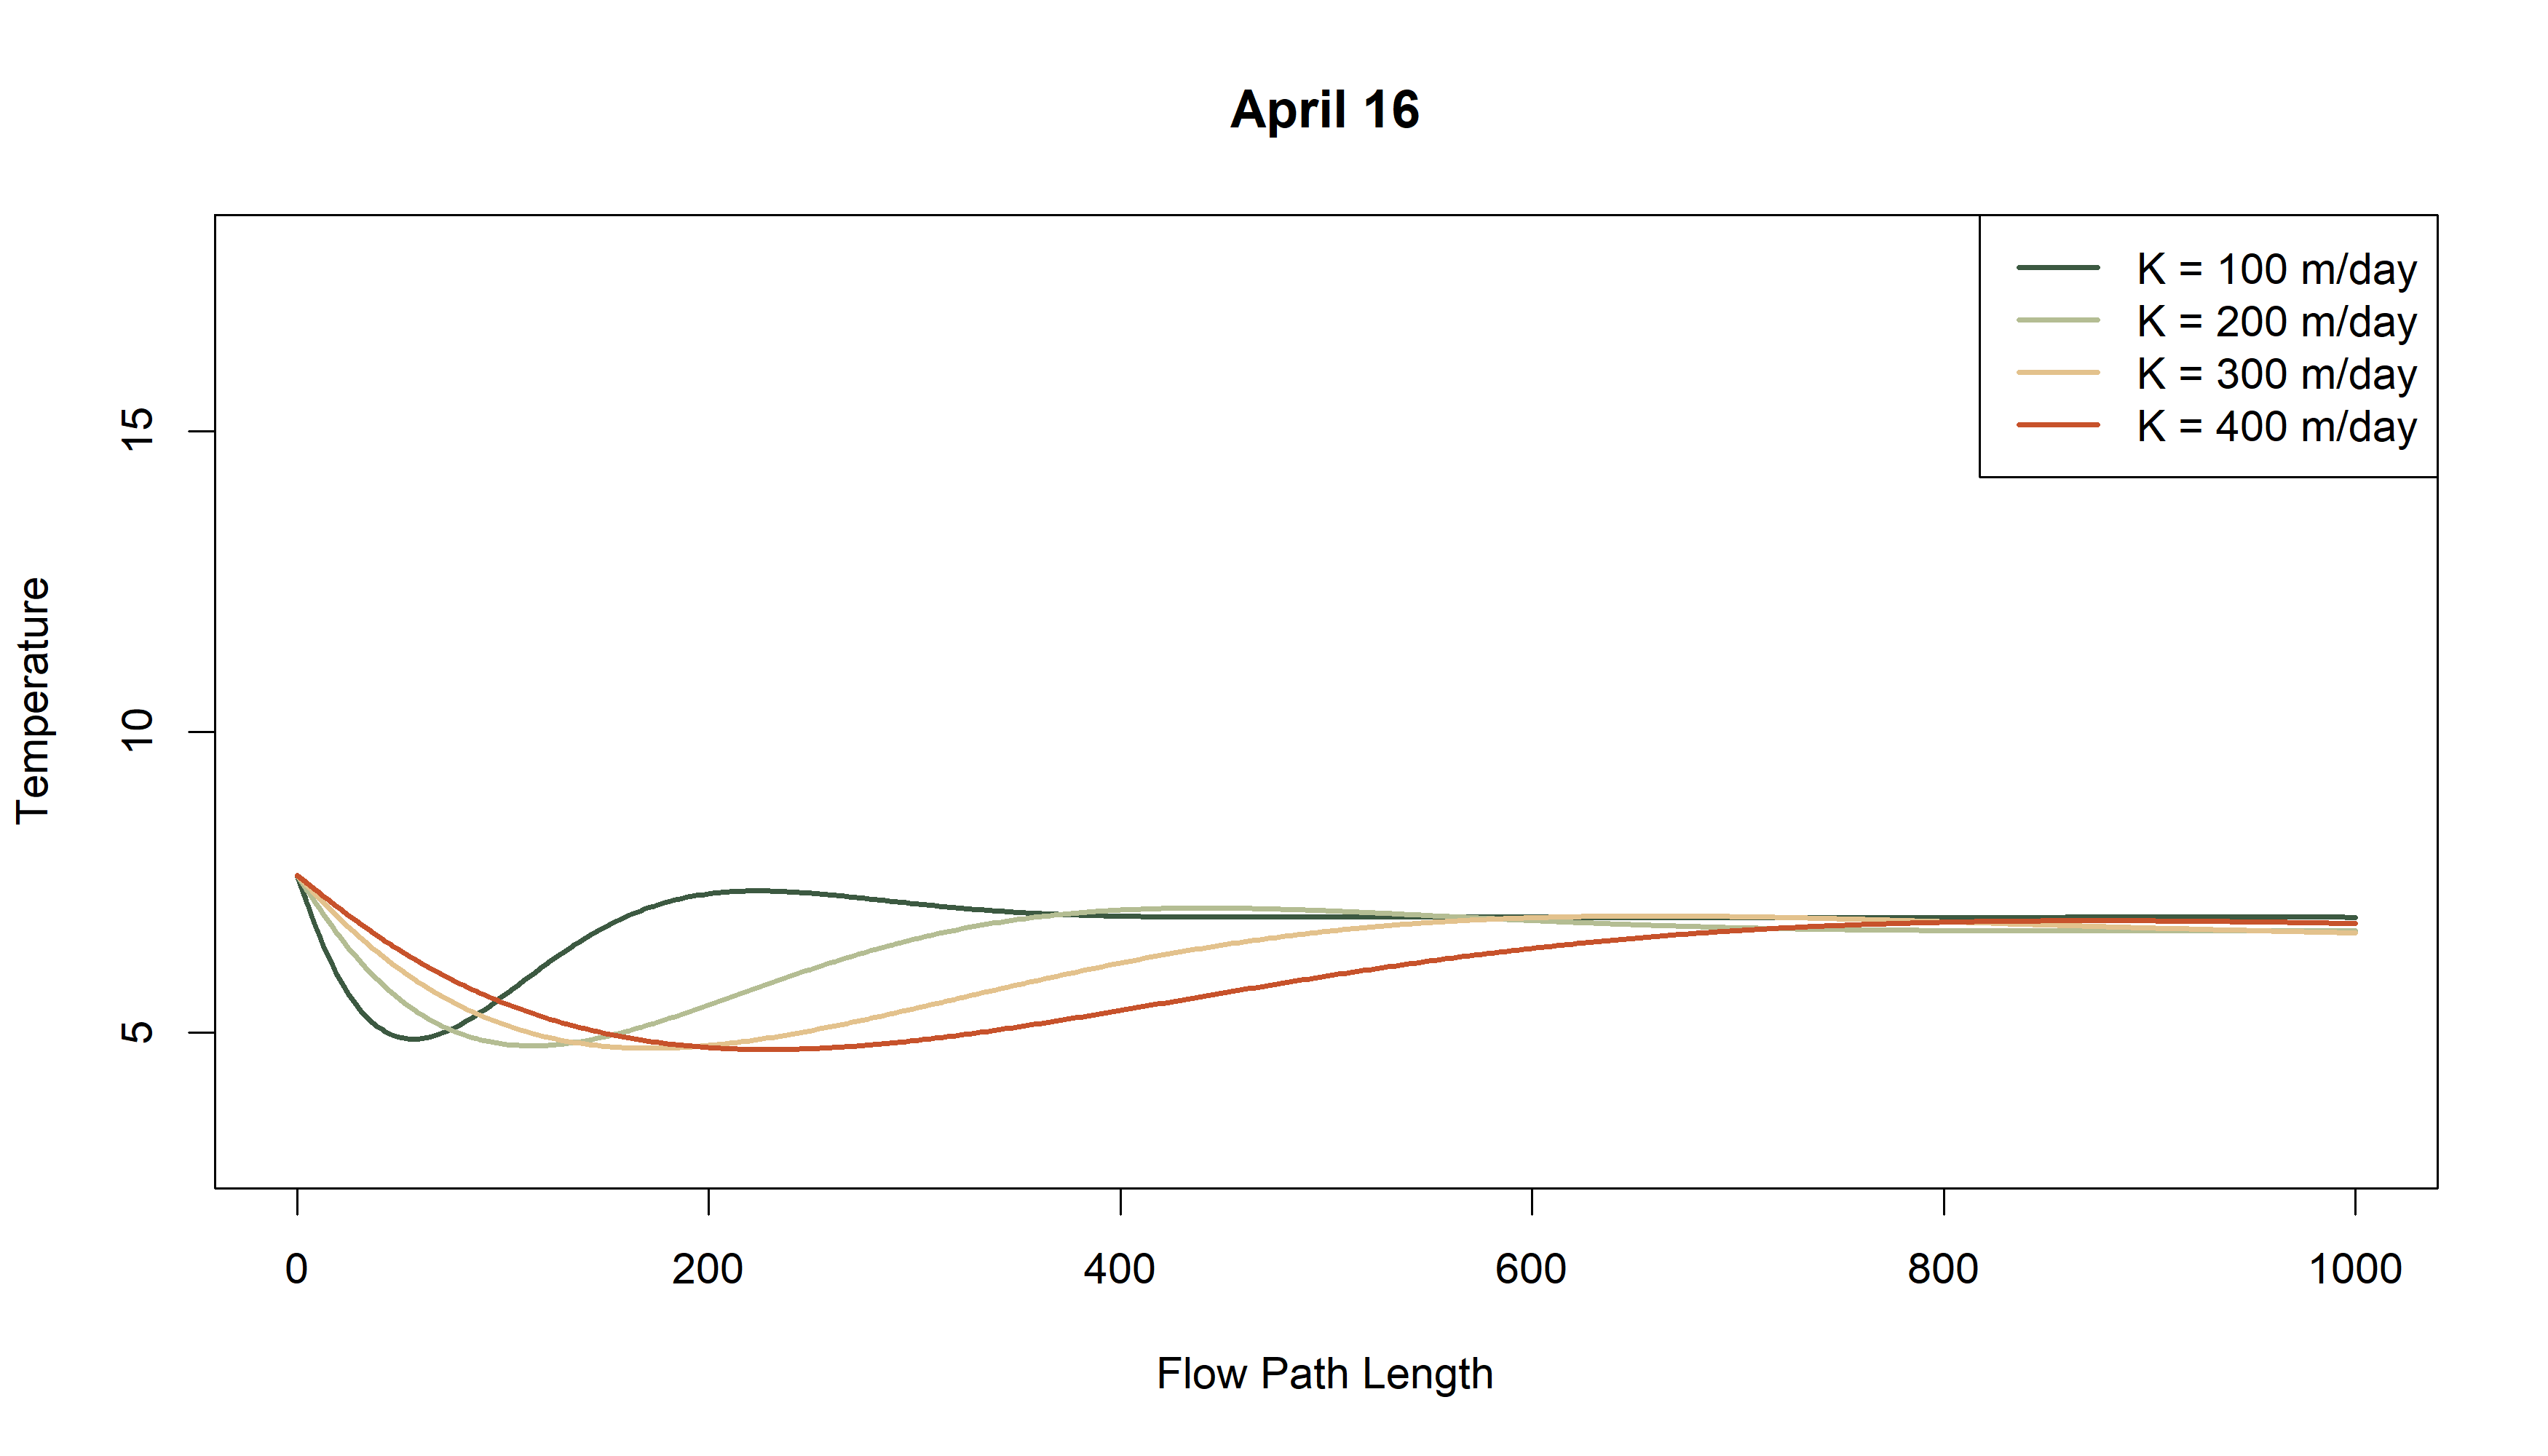 April 16
K = 100 m/day
K = 200 m/day
K = 300 m/day
K = 400 m/day
Temperature
15
10
5
0 200 400 600 800 1000
Flow Path Length